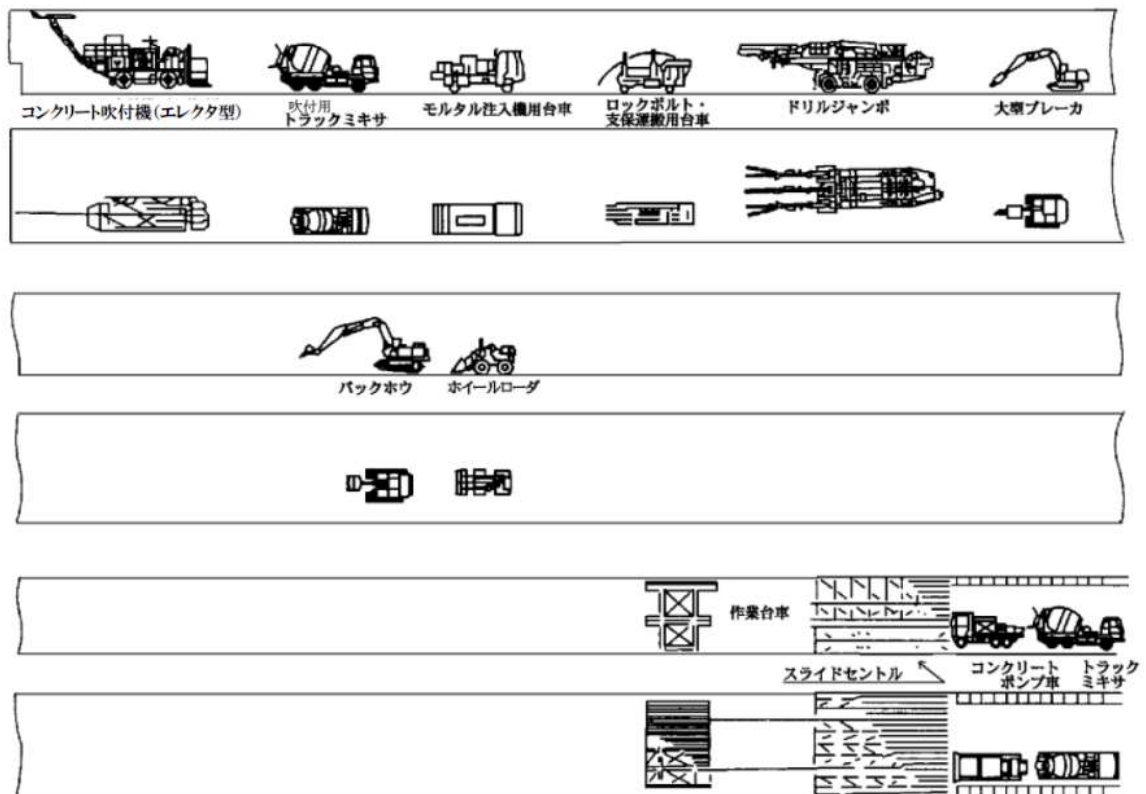 コンクリート吹付機(エレクタ型)
吹付用
トラックミキサ
モルタル注入機用台車
ロックボルト・
支保運搬用台車
ドリルジャンボ
大型ブレーカ
バックホウ
ホイールローダ
作業台車
スライドセントル
コンクリート
ポンプ車
トラック
ミキサ